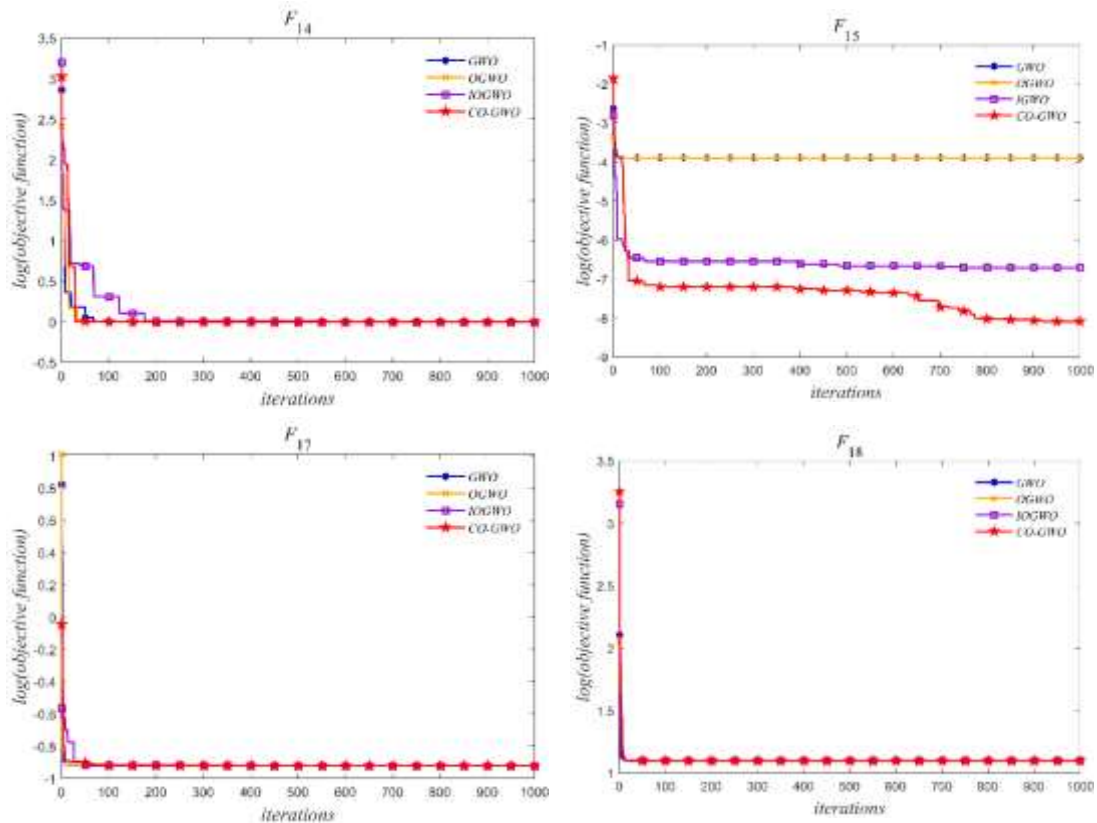 F14
3.5
3
2.5
2
1.5
1
0.5
0
-0.5
log(objective function)
GWO
OGWO
IOGWO
CO-GWO
0 100 200 300 400 500 600 700 800 900 1000
iterations
F15
-1
-2
-3
-4
-5
-6
-7
-8
-9
log(objective function)
GWO
OGWO
IGWO
CO-GWO
0 100 200 300 400 500 600 700 800 900 1000
iterations
F17
1
0.8
0.6
0.4
0.2
0
-0.2
-0.4
-0.6
-0.8
-1
log(objective function)
GWO
OGWO
IOGWO
CO-GWO
0 100 200 300 400 500 600 700 800 900 1000
iterations
F18
3.5
3
2.5
2
1.5
1
log(objective function)
GWO
OGWO
IOGWO
CO-GWO
0 100 200 300 400 500 600 700 800 900 1000
iterations